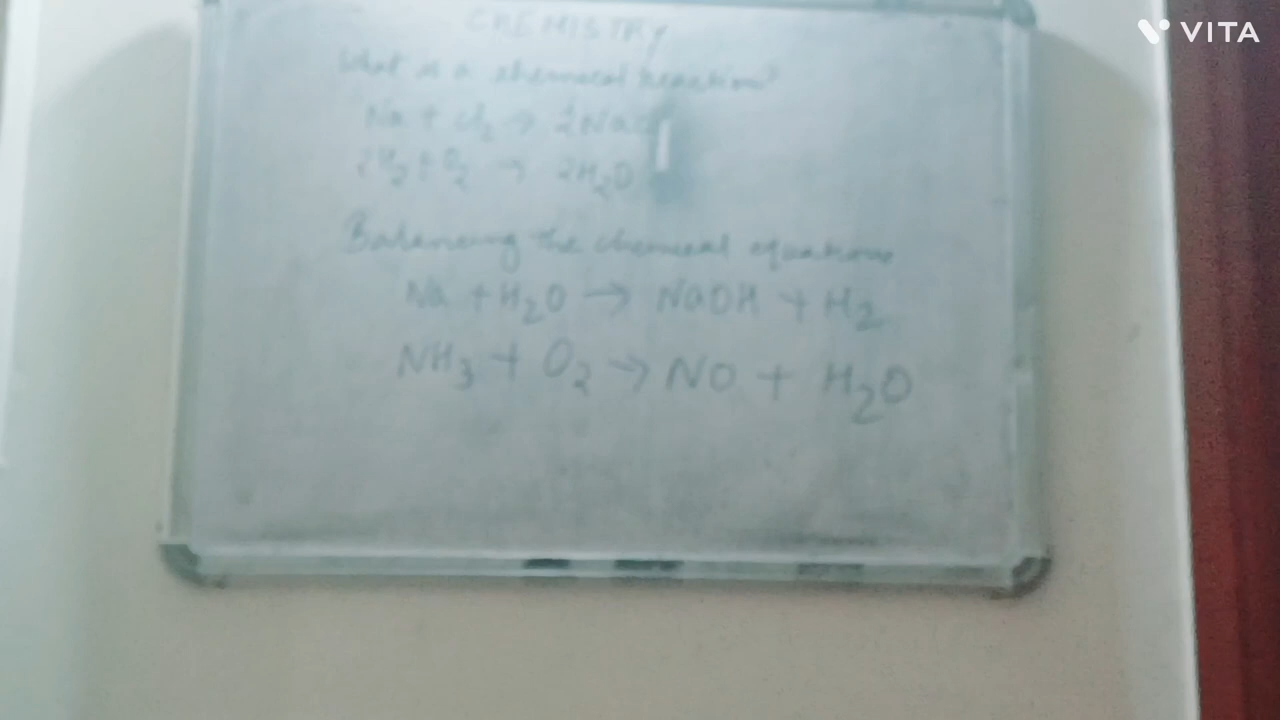 VITA
CHEMISTRY
What is a chemical reaction?
Na + Cl₂ → 2NaCl
2H₂ + O₂ → 2H₂O
Balancing the chemical equations
Na + H₂O → NaOH + H₂
NH₃ + O₂ → NO + H₂O